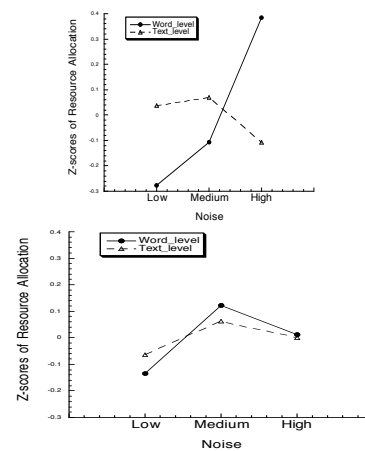 0.4
Word_level
Text_level
0.3
0.2
0.1
0
-0.1
-0.2
-0.3
Z-scores of Resource Allocation
Low Medium High
Noise
0.4
Word_level
Text_level
0.3
0.2
0.1
0
-0.1
-0.2
-0.3
Z-scores of Resource Allocation
Low Medium High
Noise